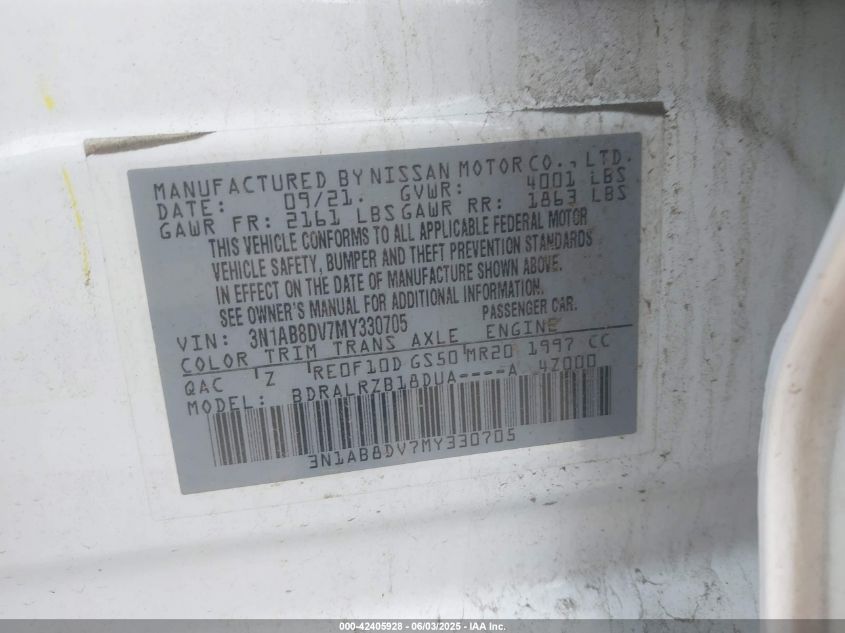 MANUFACTURED BY NISSAN MOTOR CO., LTD.
DATE: 09/21. GVWR: 4001 LBS
GAWR FR: 2161 LBS GAWR RR: 1863 LBS
THIS VEHICLE CONFORMS TO ALL APPLICABLE FEDERAL MOTOR
VEHICLE SAFETY, BUMPER AND THEFT PREVENTION STANDARDS
IN EFFECT ON THE DATE OF MANUFACTURE SHOWN ABOVE.
SEE OWNER'S MANUAL FOR ADDITIONAL INFORMATION.
VIN: 3N1AB8DV7MY330705 PASSENGER CAR.
COLOR TRIM TRANS AXLE ENGINE
QAC Z RE0F10D GS50 MR20 1997 CC
MODEL: BDRALRZB18DUA----A 4Z000
3N1AB8DV7MY330705
000-42405928 - 06/03/2025 - IAA Inc.